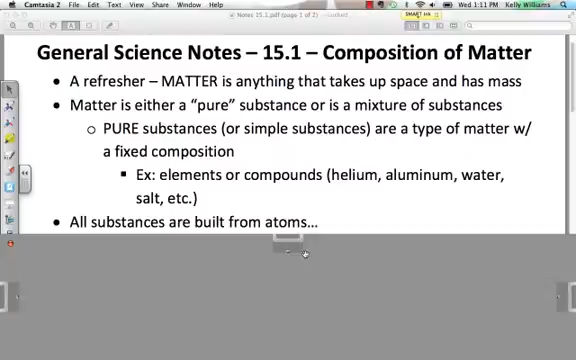 Camtasia 2 File Edit Text View Share Window Help Wed 1:11 PM Kelly Williams
Notes 15.1.pdf (page 1 of 2)
SMART Ink
General Science Notes – 15.1 – Composition of Matter
• A refresher – MATTER is anything that takes up space and has mass
• Matter is either a “pure” substance or is a mixture of substances
o PURE substances (or simple substances) are a type of matter w/
a fixed composition
▪ Ex: elements or compounds (helium, aluminum, water,
salt, etc.)
• All substances are built from atoms…